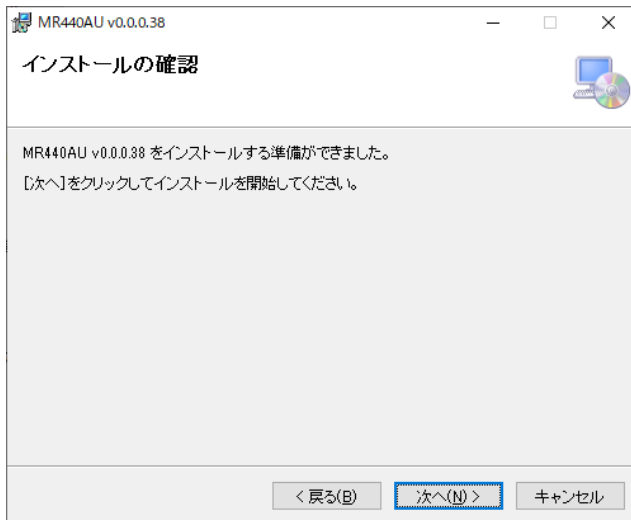 MR440AU v0.0.0.38
インストールの確認
MR440AU v0.0.0.38 をインストールする準備ができました。
[次へ]をクリックしてインストールを開始してください。
< 戻る(B) 次へ(N) > キャンセル